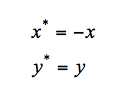 x* = −x
y* = y